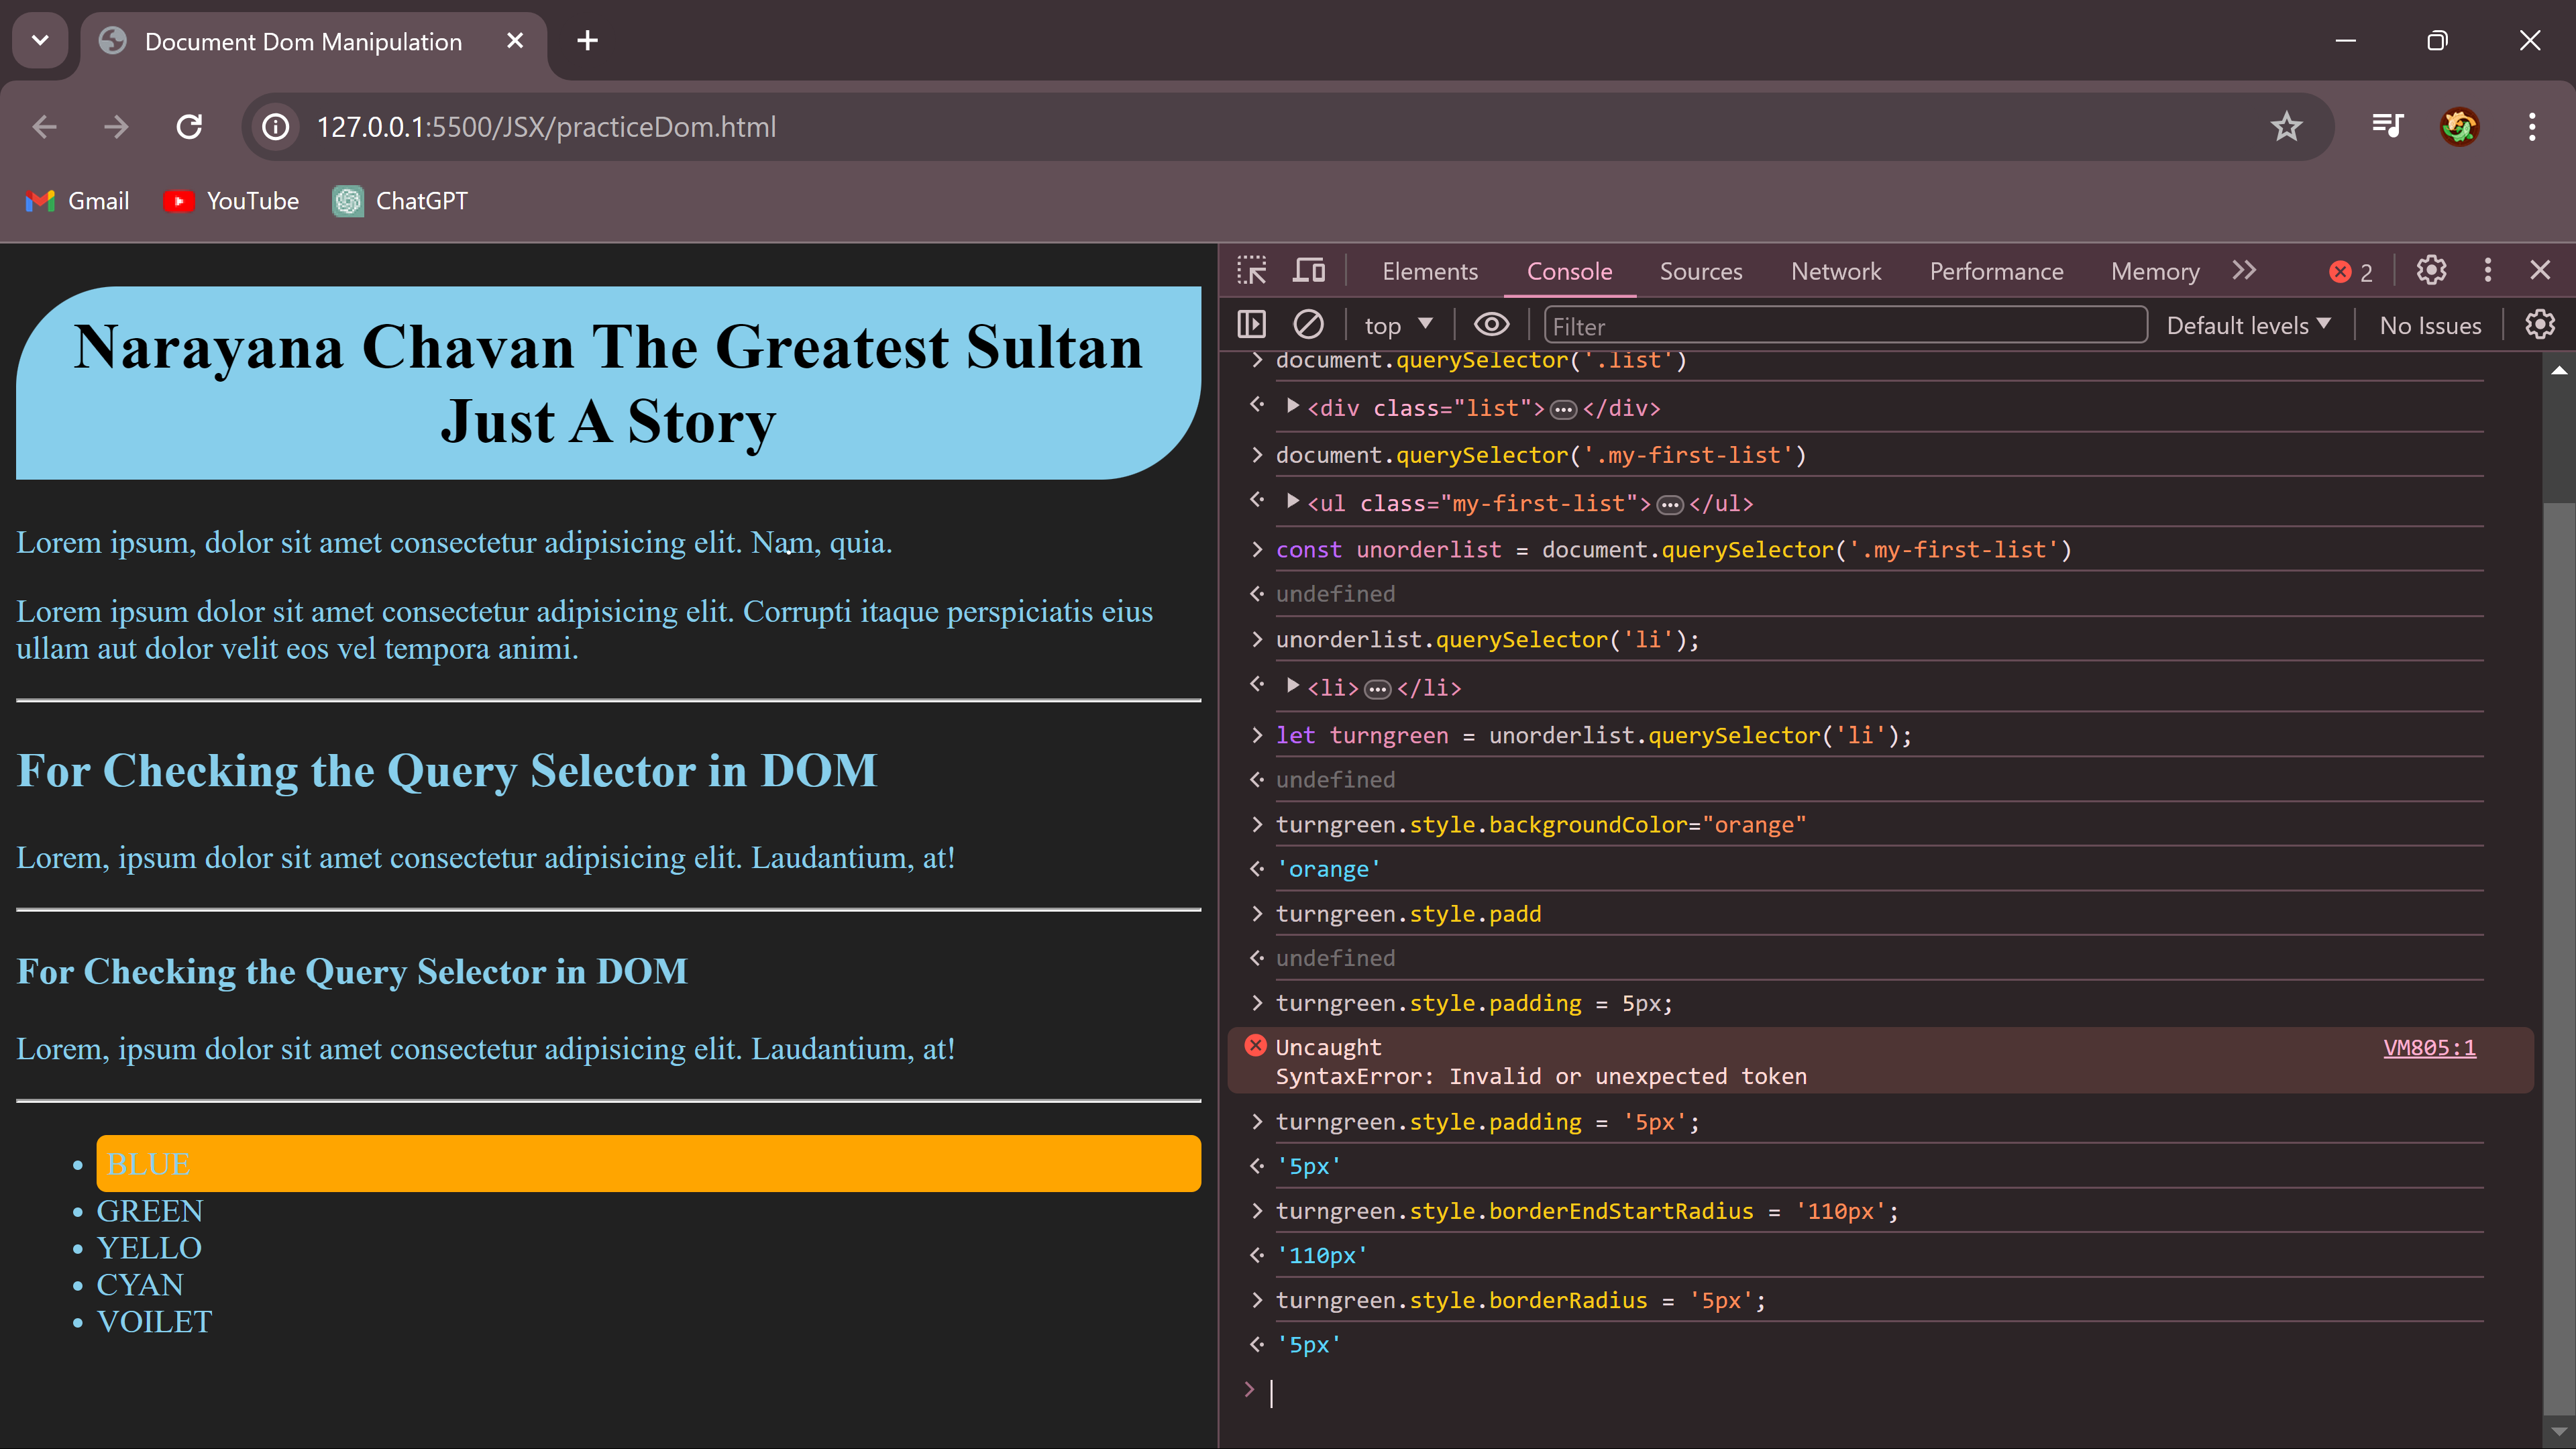 Document Dom Manipulation
127.0.0.1:5500/JSX/practiceDom.html
Gmail
YouTube
ChatGPT
Narayana Chavan The Greatest Sultan
Just A Story
Lorem ipsum, dolor sit amet consectetur adipisicing elit. Nam, quia.
Lorem ipsum dolor sit amet consectetur adipisicing elit. Corrupti itaque perspiciatis eius
ullam aut dolor velit eos vel tempora animi.
For Checking the Query Selector in DOM
Lorem, ipsum dolor sit amet consectetur adipisicing elit. Laudantium, at!
For Checking the Query Selector in DOM
Lorem, ipsum dolor sit amet consectetur adipisicing elit. Laudantium, at!
BLUE
GREEN
YELLO
CYAN
VOILET
Elements Console Sources Network Performance Memory 2
top Filter Default levels No Issues
document.querySelector('.list')
<div class="list">…</div>
document.querySelector('.my-first-list')
<ul class="my-first-list">…</ul>
const unorderlist = document.querySelector('.my-first-list')
undefined
unorderlist.querySelector('li');
<li>…</li>
let turngreen = unorderlist.querySelector('li');
undefined
turngreen.style.backgroundColor="orange"
'orange'
turngreen.style.padd
undefined
turngreen.style.padding = 5px;
Uncaught VM805:1
SyntaxError: Invalid or unexpected token
turngreen.style.padding = '5px';
'5px'
turngreen.style.borderEndStartRadius = '110px';
'110px'
turngreen.style.borderRadius = '5px';
'5px'